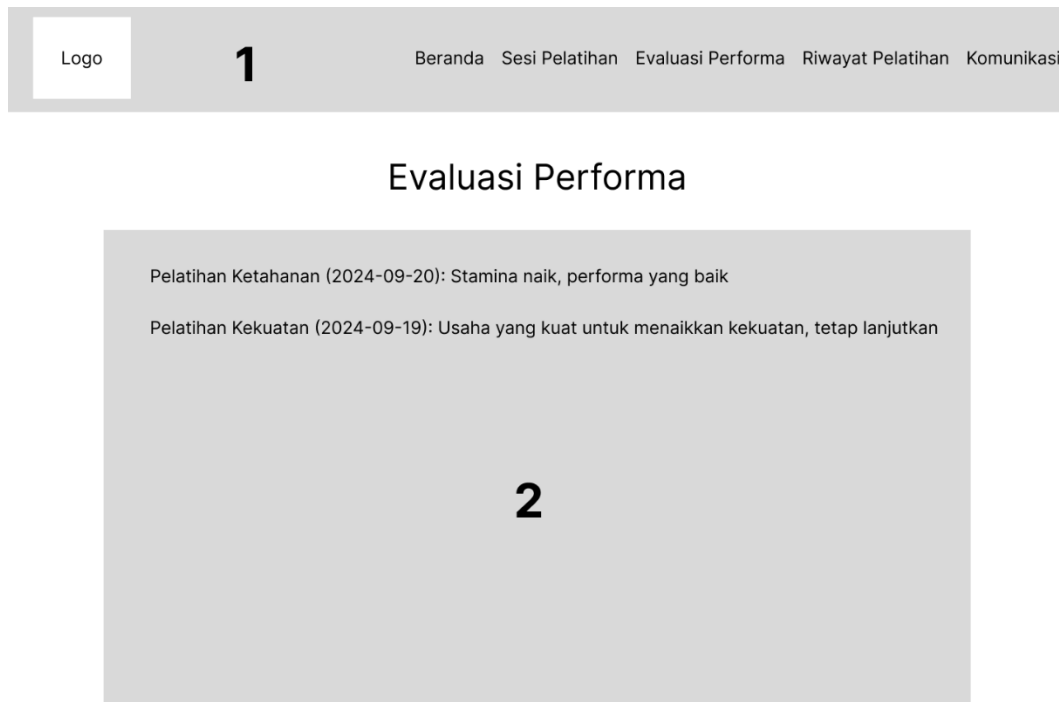 Logo
1
Beranda Sesi Pelatihan Evaluasi Performa Riwayat Pelatihan Komunikasi
Evaluasi Performa
Pelatihan Ketahanan (2024-09-20): Stamina naik, performa yang baik
Pelatihan Kekuatan (2024-09-19): Usaha yang kuat untuk menaikkan kekuatan, tetap lanjutkan
2